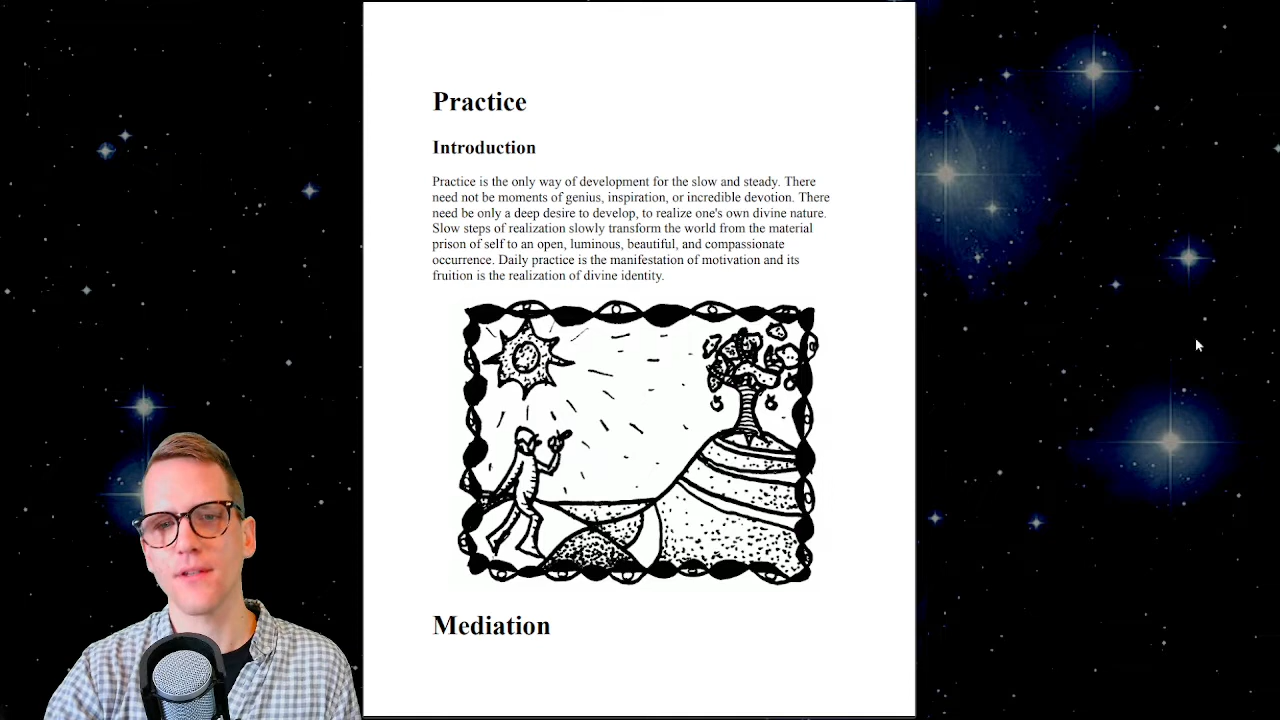 Practice
Introduction
Practice is the only way of development for the slow and steady. There
need not be moments of genius, inspiration, or incredible devotion. There
need be only a deep desire to develop, to realize one's own divine nature.
Slow steps of realization slowly transform the world from the material
prison of self to an open, luminous, beautiful, and compassionate
occurrence. Daily practice is the manifestation of motivation and its
fruition is the realization of divine identity.
Mediation